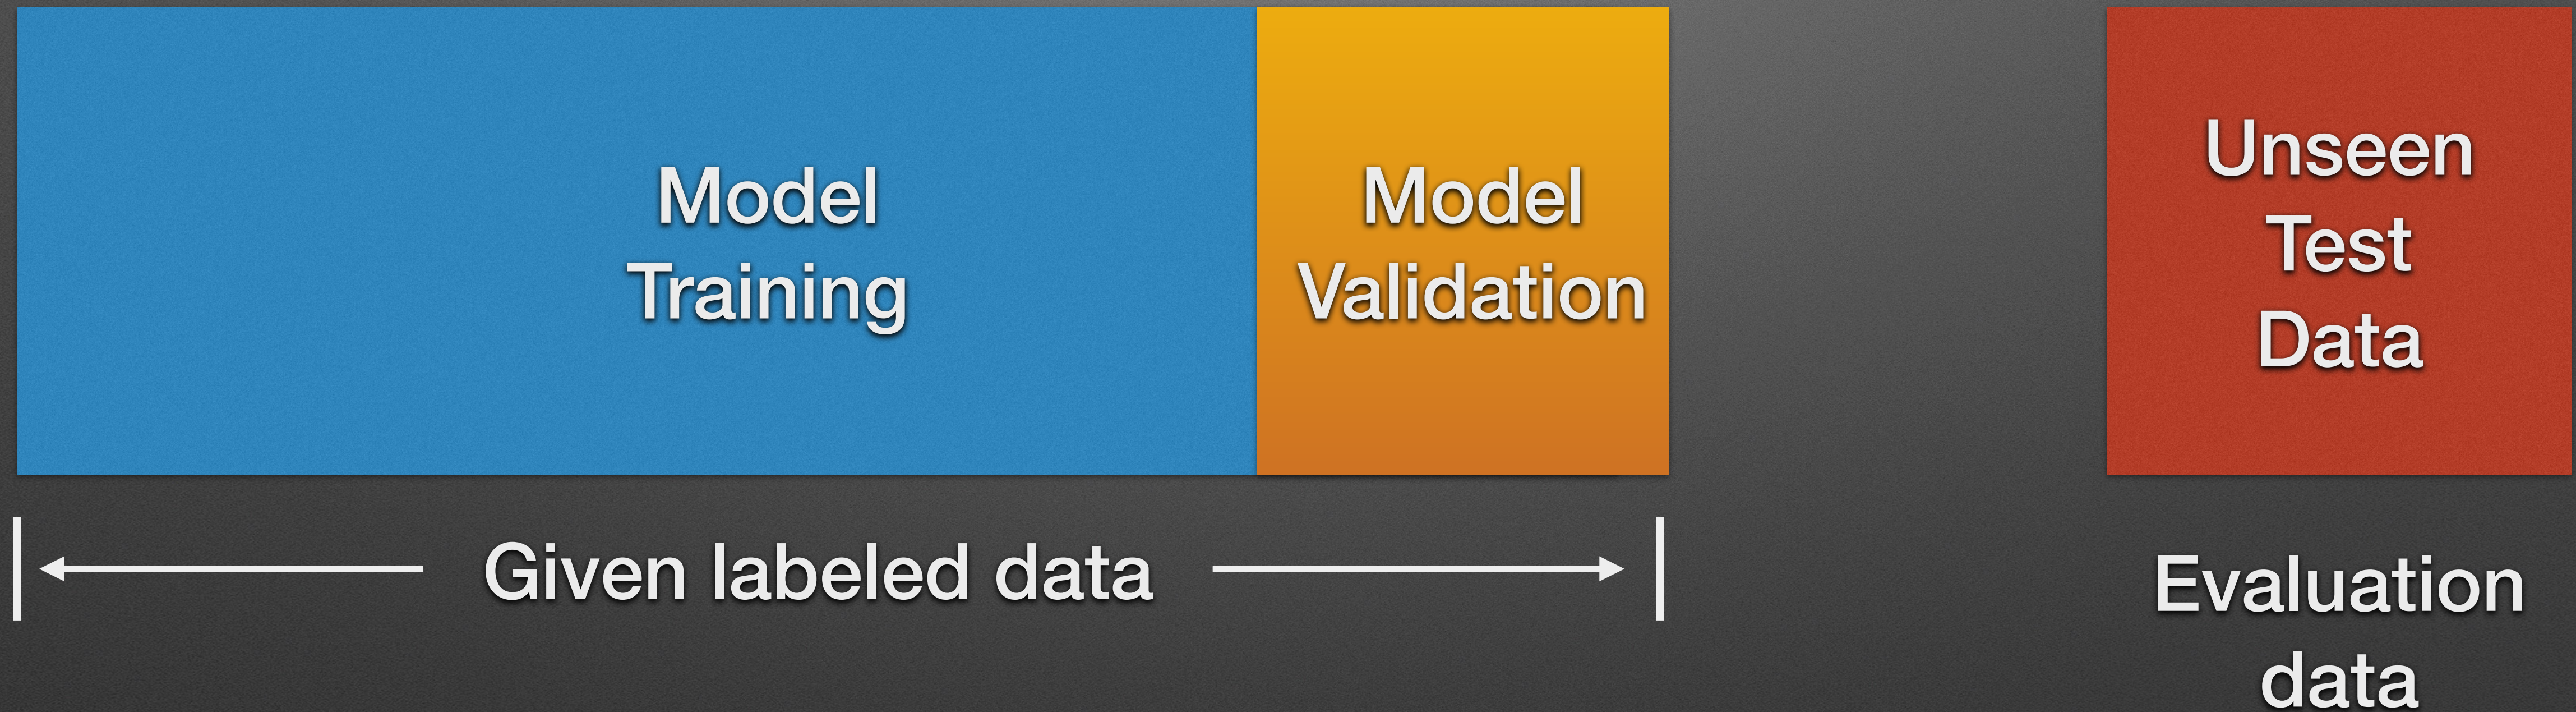 Model
Training
Model
Validation
Unseen
Test
Data
Given labeled data
Evaluation
data